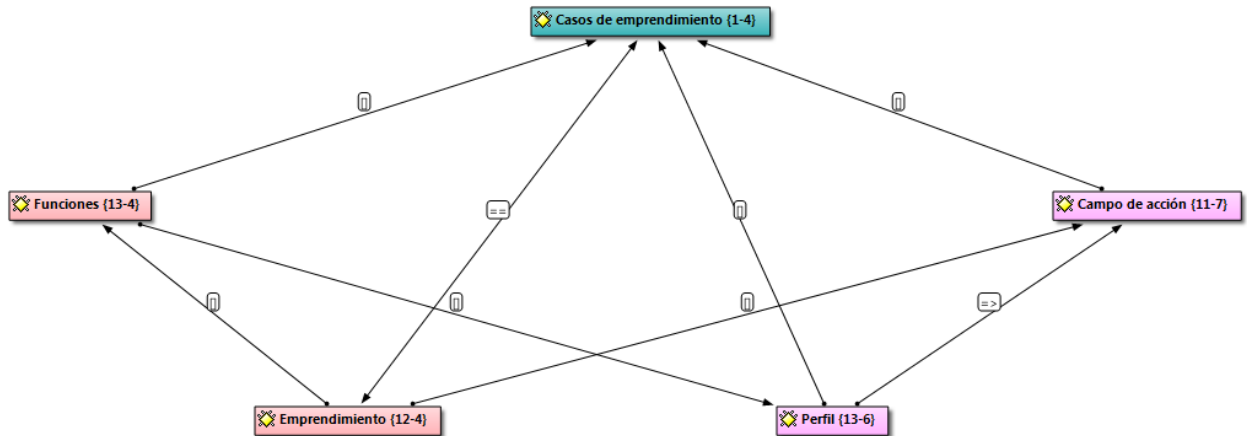 Casos de emprendimiento {1-4}
[]
[]
Funciones {13-4}
==
[]
Campo de acción {11-7}
[]
[]
[]
=>
Emprendimiento {12-4}
Perfil {13-6}